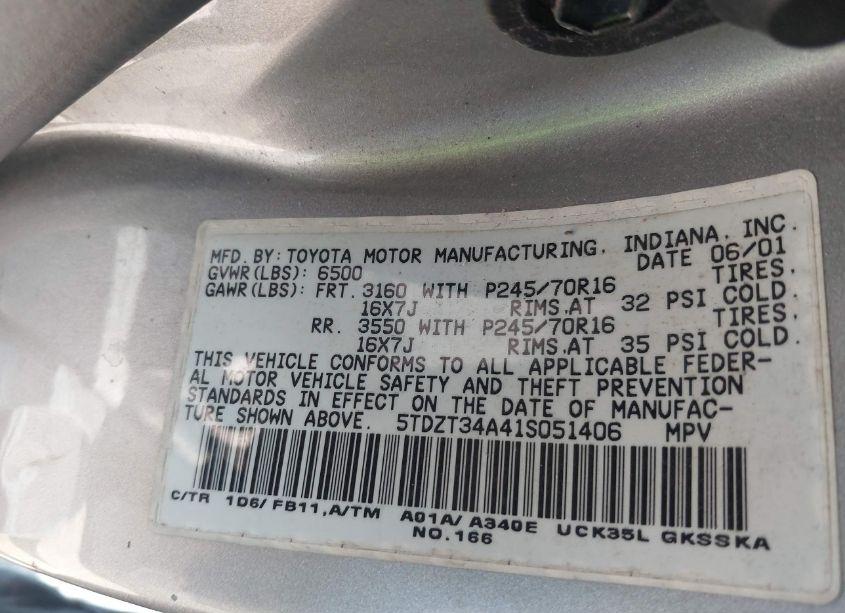 MFD. BY: TOYOTA MOTOR MANUFACTURING, INDIANA, INC.
GVWR(LBS): 6500 DATE 06/01
GAWR(LBS): FRT. 3160 WITH P245/70R16 TIRES,
16X7J RIMS,AT 32 PSI COLD.
RR. 3550 WITH P245/70R16 TIRES,
16X7J RIMS,AT 35 PSI COLD.
THIS VEHICLE CONFORMS TO ALL APPLICABLE FEDER-
AL MOTOR VEHICLE SAFETY AND THEFT PREVENTION
STANDARDS IN EFFECT ON THE DATE OF MANUFAC-
TURE SHOWN ABOVE. 5TDZT34A41S051406 MPV
C/TR 1D6/FB11,A/TM A01A/A340E UCK35L GKSSKA
NO.166